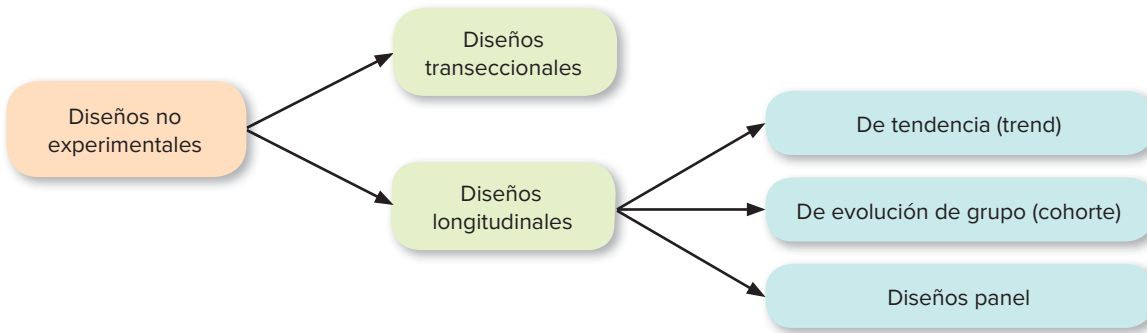 Diseños no
experimentales
Diseños
transeccionales
Diseños
longitudinales
De tendencia (trend)
De evolución de grupo (cohorte)
Diseños panel